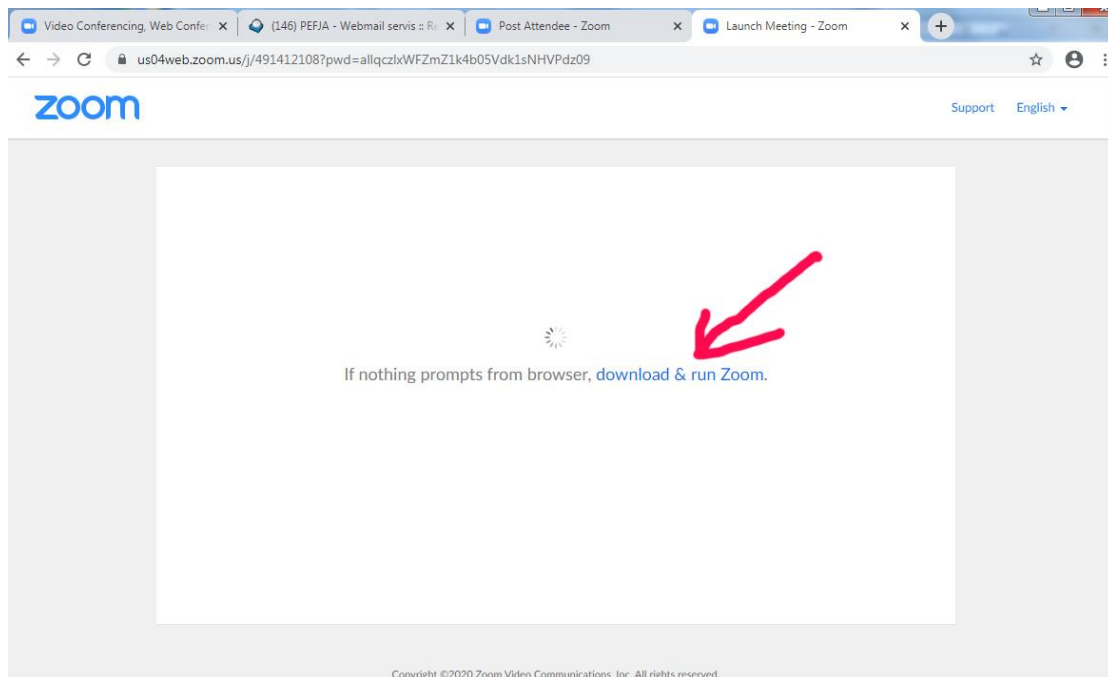 Video Conferencing, Web Confer
(146) PEFJA - Webmail servis :: Re
Post Attendee - Zoom
Launch Meeting - Zoom
us04web.zoom.us/j/491412108?pwd=allqczlxWFZmZ1k4b05Vdk1sNHVPdz09
zoom
Support English
If nothing prompts from browser, download & run Zoom.
Copyright ©2020 Zoom Video Communications, Inc. All rights reserved.